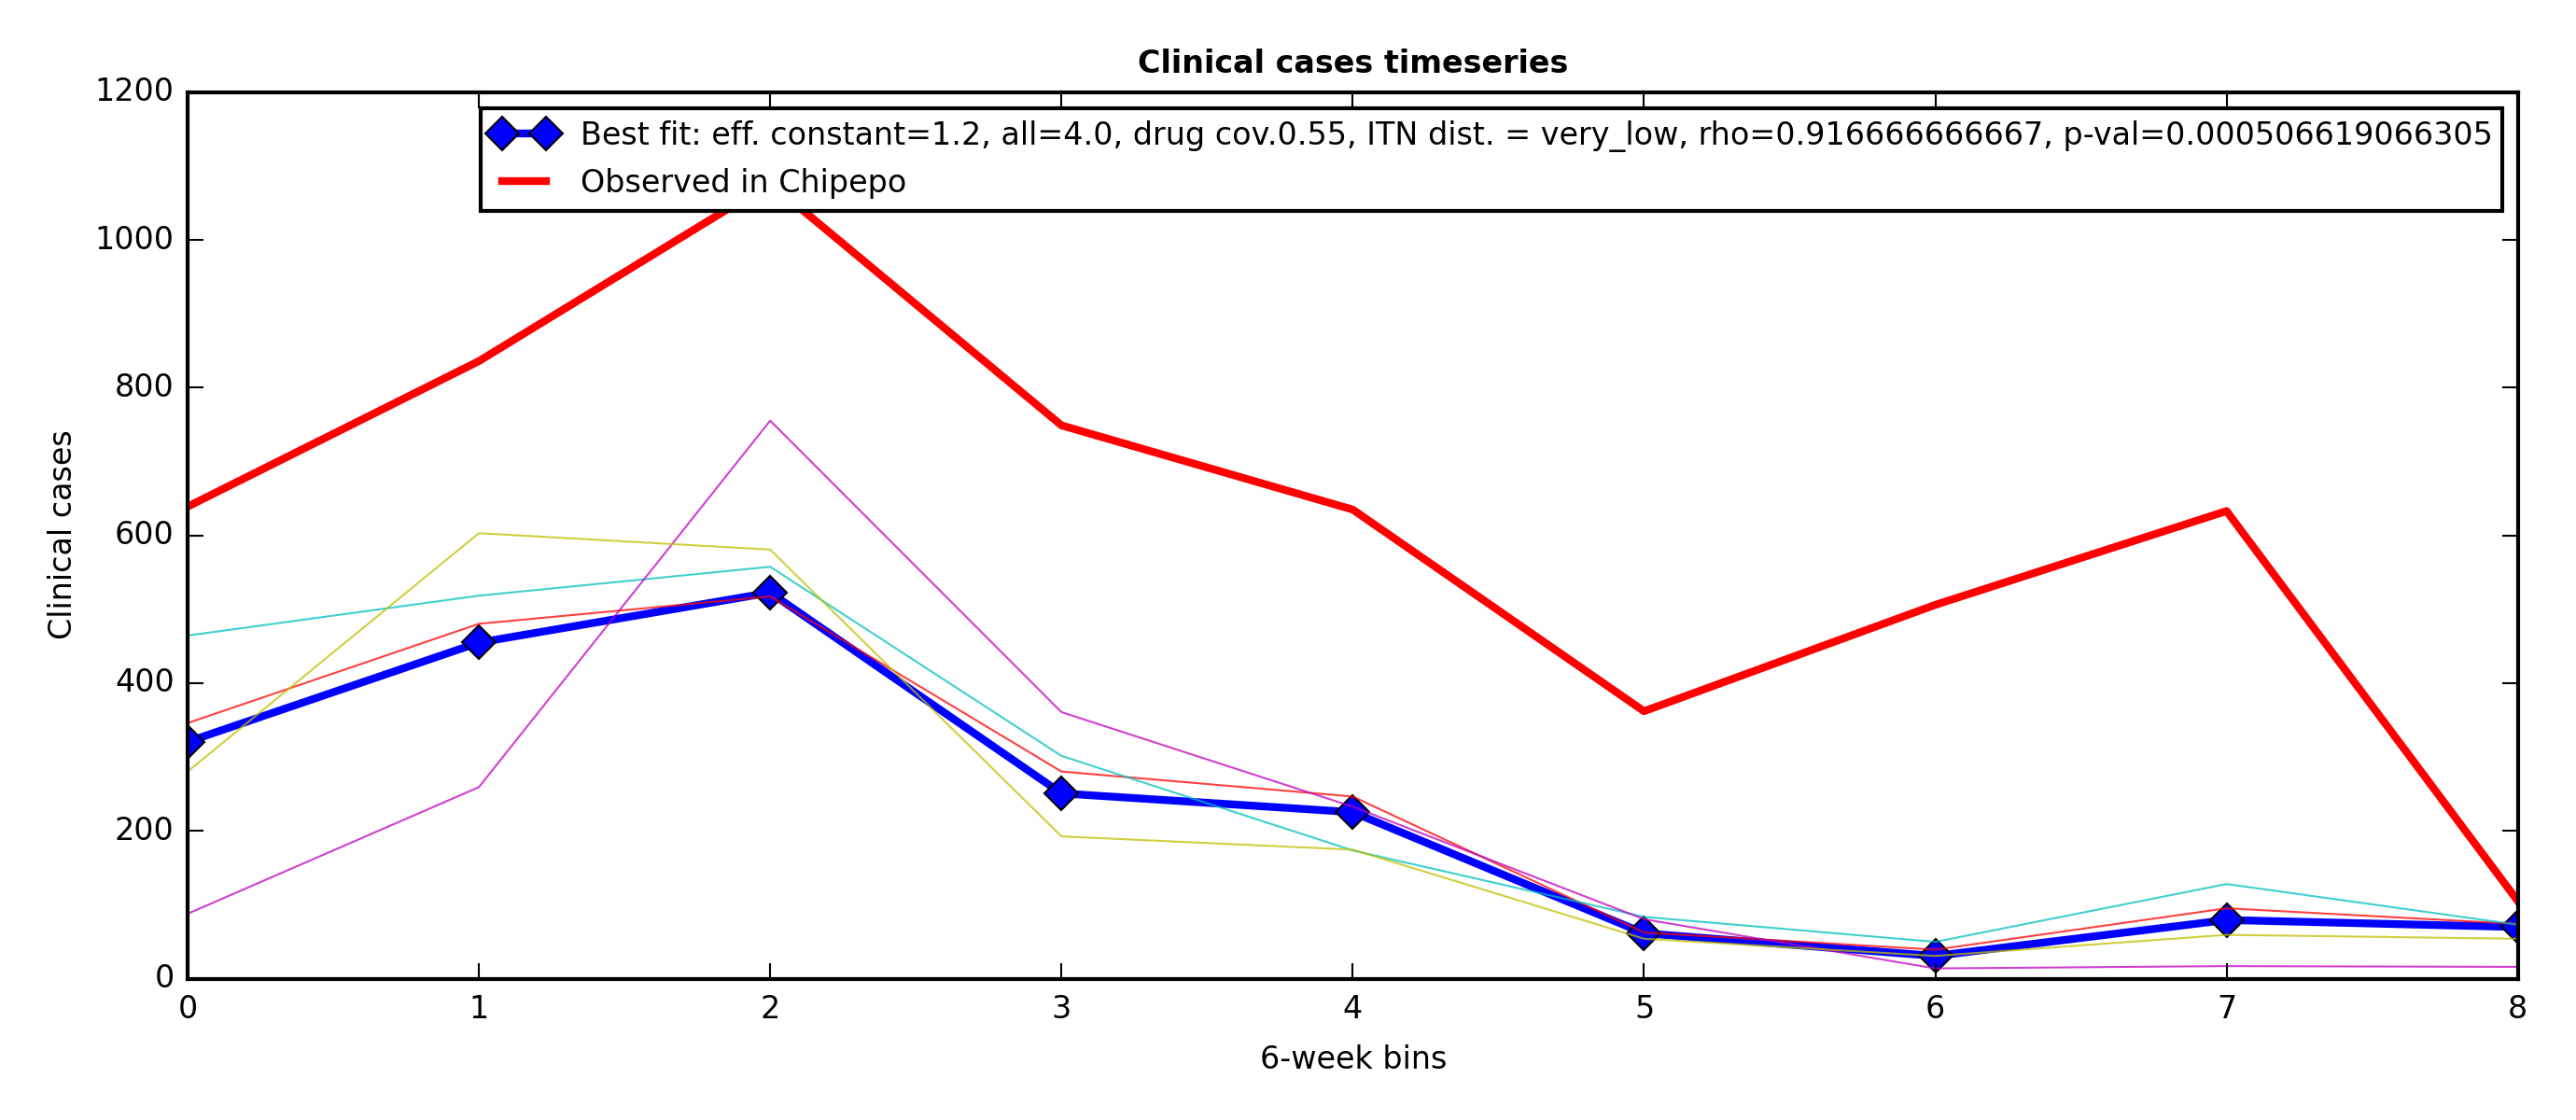 Clinical cases timeseries
1200
1000
800
600
400
200
0
Clinical cases
Best fit: eff. constant=1.2, all=4.0, drug cov.0.55, ITN dist. = very_low, rho=0.916666666667, p-val=0.000506619066305
Observed in Chipepo
0 1 2 3 4 5 6 7 8
6-week bins